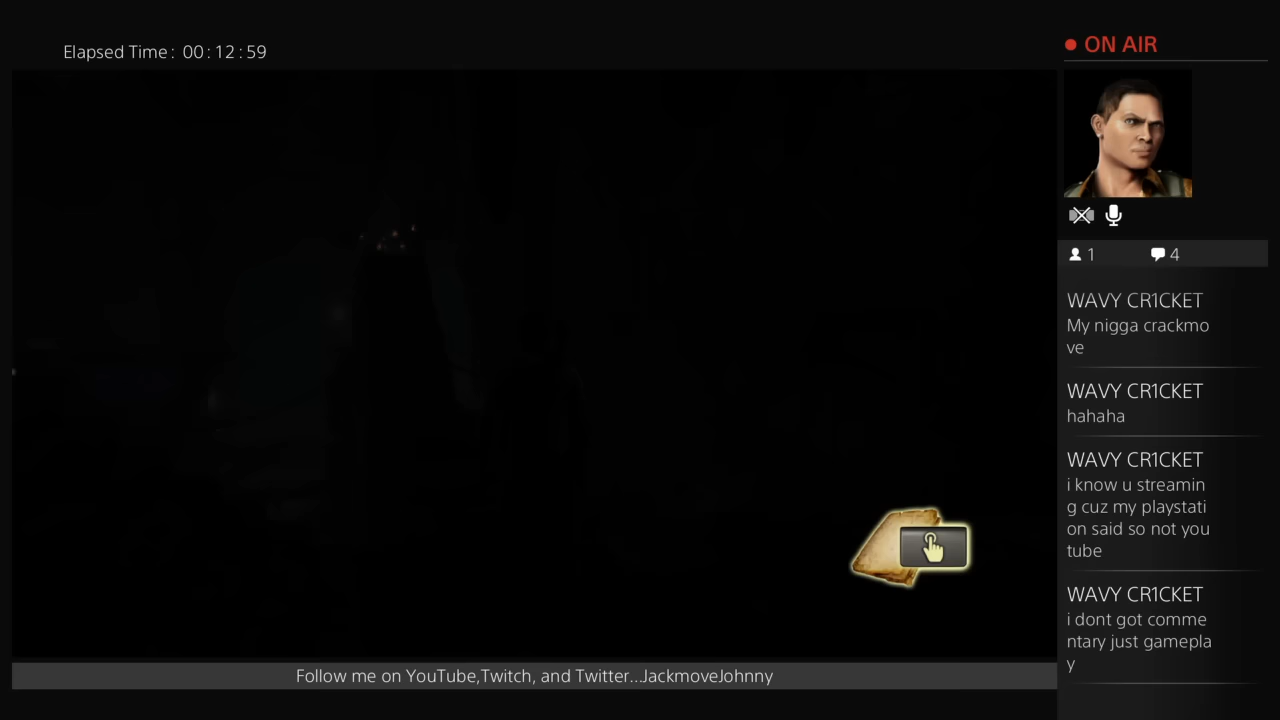 Elapsed Time: 00:12:59
ON AIR
1 4
WAVY CR1CKET
My nigga crackmo
ve
WAVY CR1CKET
hahaha
WAVY CR1CKET
i know u streamin
g cuz my playstati
on said so not you
tube
WAVY CR1CKET
i dont got comme
ntary just gamepla
y
Follow me on YouTube,Twitch, and Twitter...JackmoveJohnny